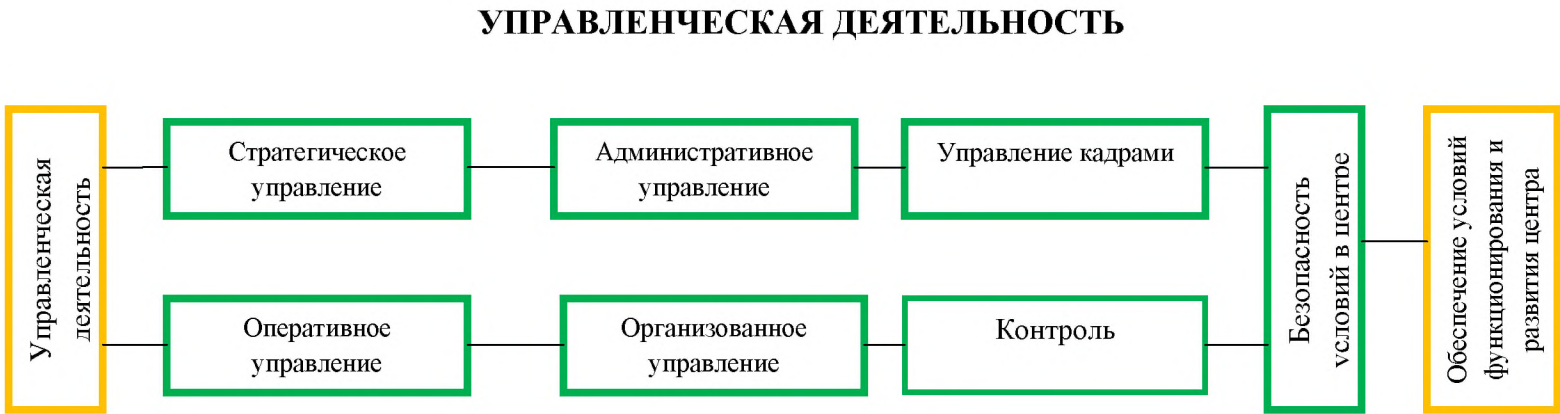 УПРАВЛЕНЧЕСКАЯ ДЕЯТЕЛЬНОСТЬ
Управленческая
деятельность
Стратегическое
управление
Административное
управление
Управление кадрами
Оперативное
управление
Организованное
управление
Контроль
Безопасность
условий в центре
Обеспечение условий
функционирования и
развития центра